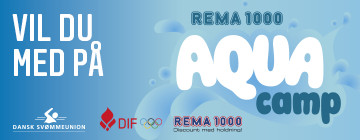 VIL DU
MED PÅ
REMA 1000
AQUA
camp
DANSK SVØMMEUNION
DIF
REMA 1000
Discount med holdning!